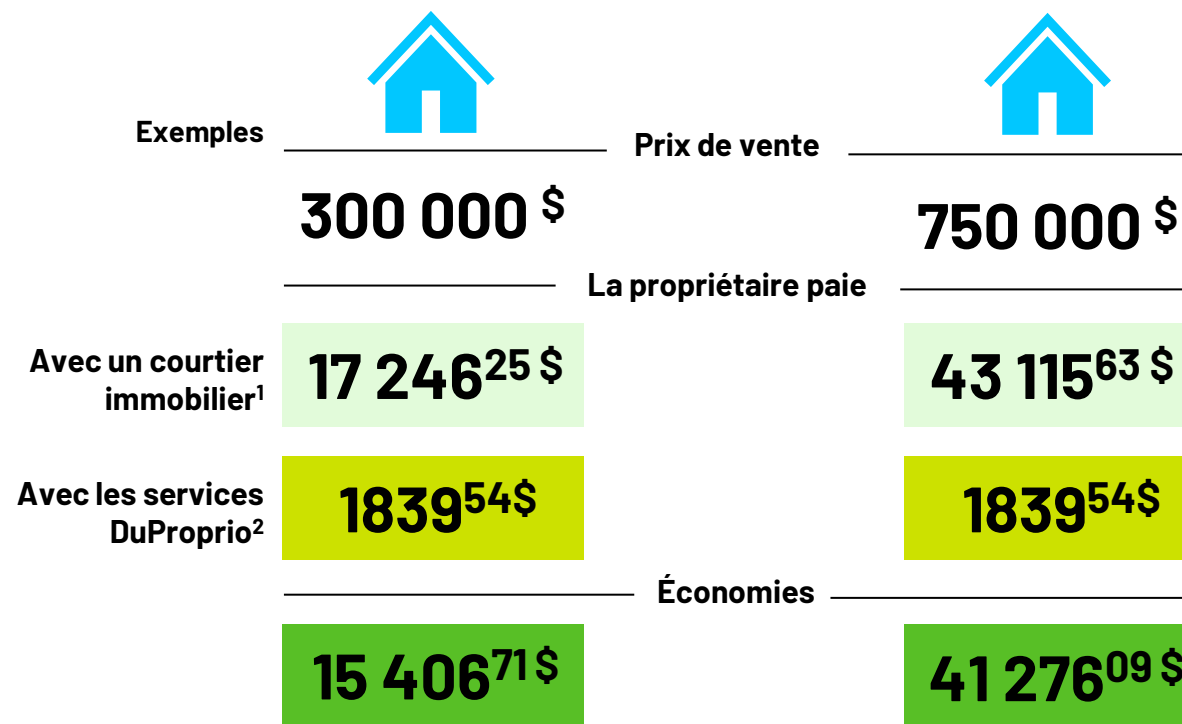 Exemples
Prix de vente
300 000 $
750 000 $
La propriétaire paie
Avec un courtier
immobilier¹
17 246²⁵ $
43 115⁶³ $
Avec les services
DuProprio²
1839⁵⁴$
1839⁵⁴$
Économies
15 406⁷¹ $
41 276⁰⁹ $